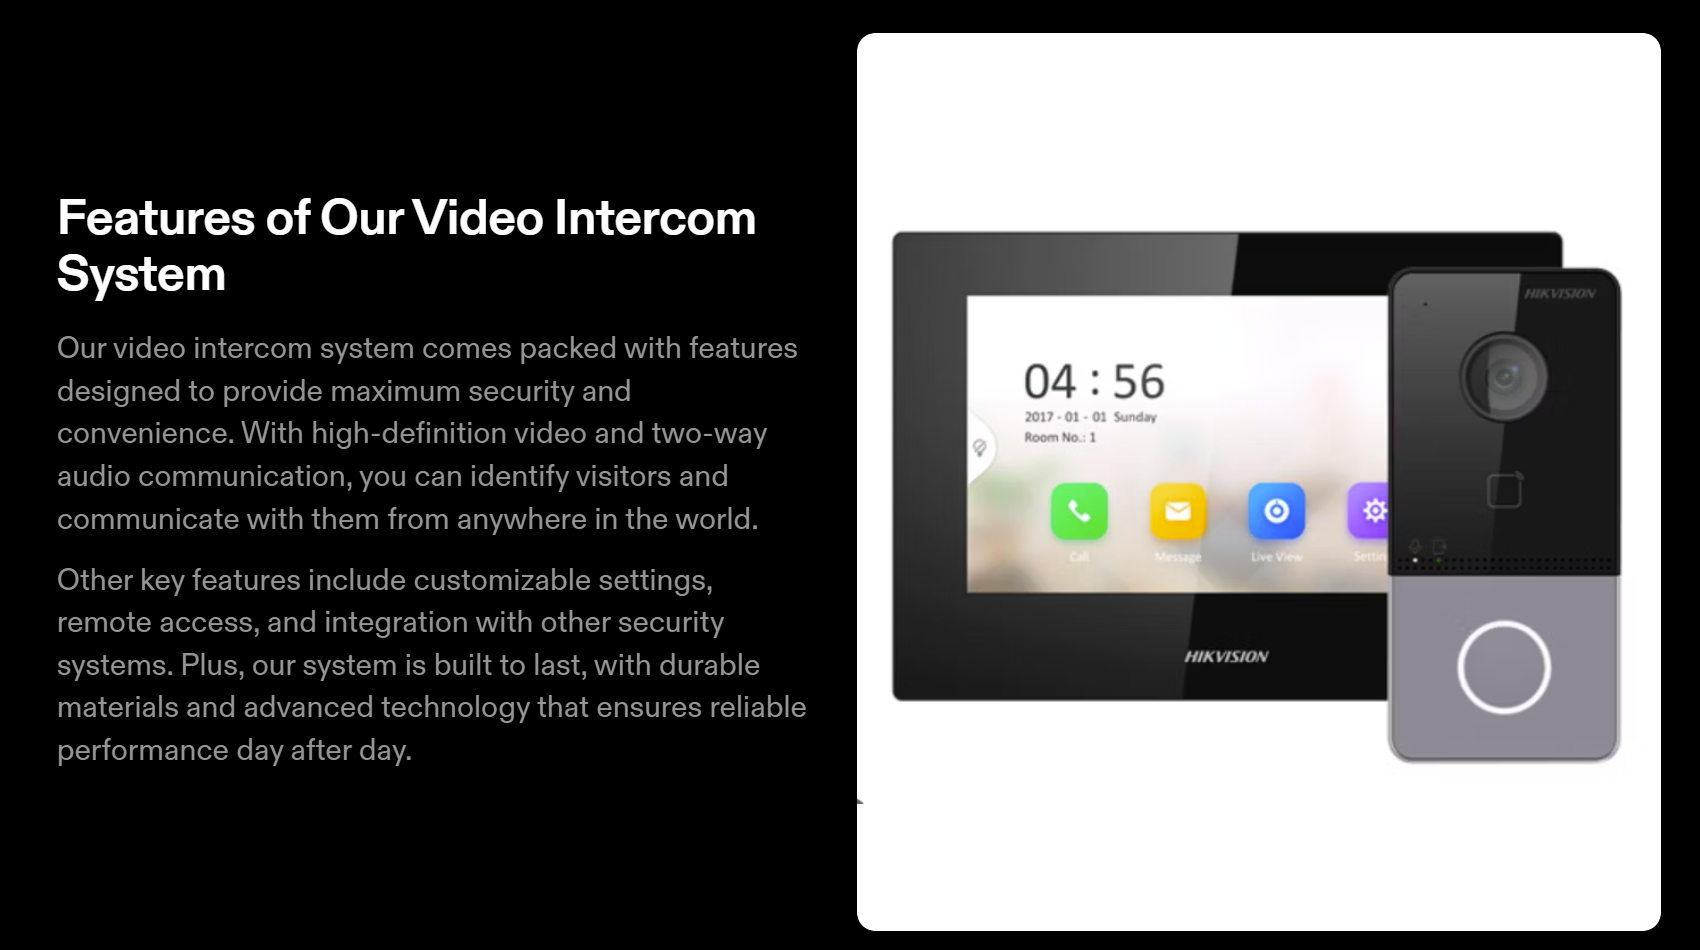 Features of Our Video Intercom
System
Our video intercom system comes packed with features
designed to provide maximum security and
convenience. With high-definition video and two-way
audio communication, you can identify visitors and
communicate with them from anywhere in the world.
Other key features include customizable settings,
remote access, and integration with other security
systems. Plus, our system is built to last, with durable
materials and advanced technology that ensures reliable
performance day after day.
HIKVISION
04 : 56
2017 - 01 - 01 Sunday
Room No.: 1
Call Message Live View Settin
HIKVISION